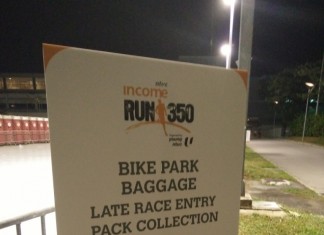 income
RUN 350
BIKE PARK
BAGGAGE
LATE RACE ENTRY
PACK COLLECTION